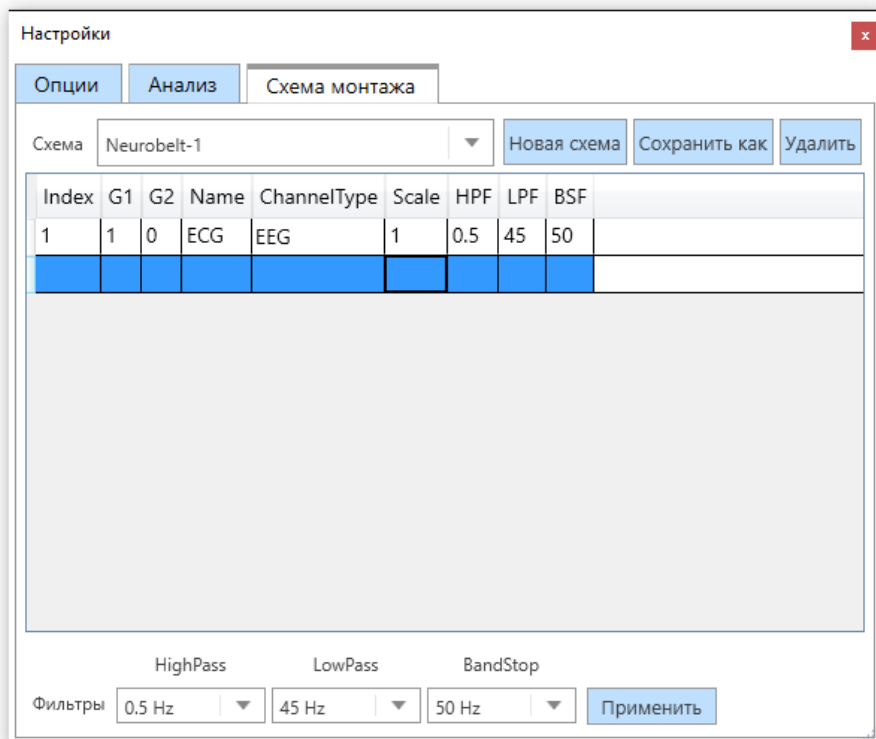 Настройки
x
Опции Анализ Схема монтажа
Схема Neurobelt-1 Новая схема Сохранить как Удалить
Index G1 G2 Name ChannelType Scale HPF LPF BSF
1 1 0 ECG EEG 1 0.5 45 50
HighPass LowPass BandStop
Фильтры 0.5 Hz 45 Hz 50 Hz Применить